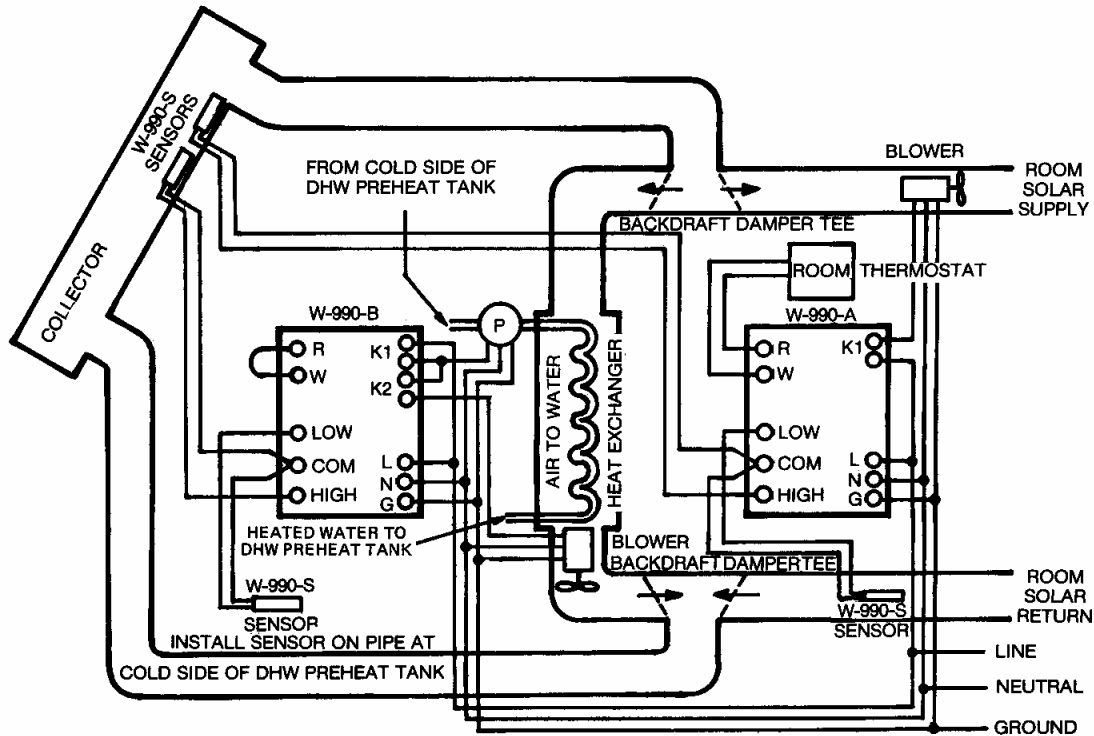 W-990-S
SENSORS
COLLECTOR
FROM COLD SIDE OF
DHW PREHEAT TANK
BLOWER
ROOM
SOLAR
SUPPLY
BACKDRAFT DAMPER TEE
ROOM THERMOSTAT
W-990-B
P
W-990-A
R
W
K1
K2
LOW
COM
HIGH
L
N
G
AIR TO WATER
HEAT EXCHANGER
R
W
K1
LOW
COM
HIGH
L
N
G
HEATED WATER TO
DHW PREHEAT TANK
BLOWER
BACKDRAFT DAMPER TEE
W-990-S
SENSOR
INSTALL SENSOR ON PIPE AT
COLD SIDE OF DHW PREHEAT TANK
W-990-S
SENSOR
ROOM
SOLAR
RETURN
LINE
NEUTRAL
GROUND